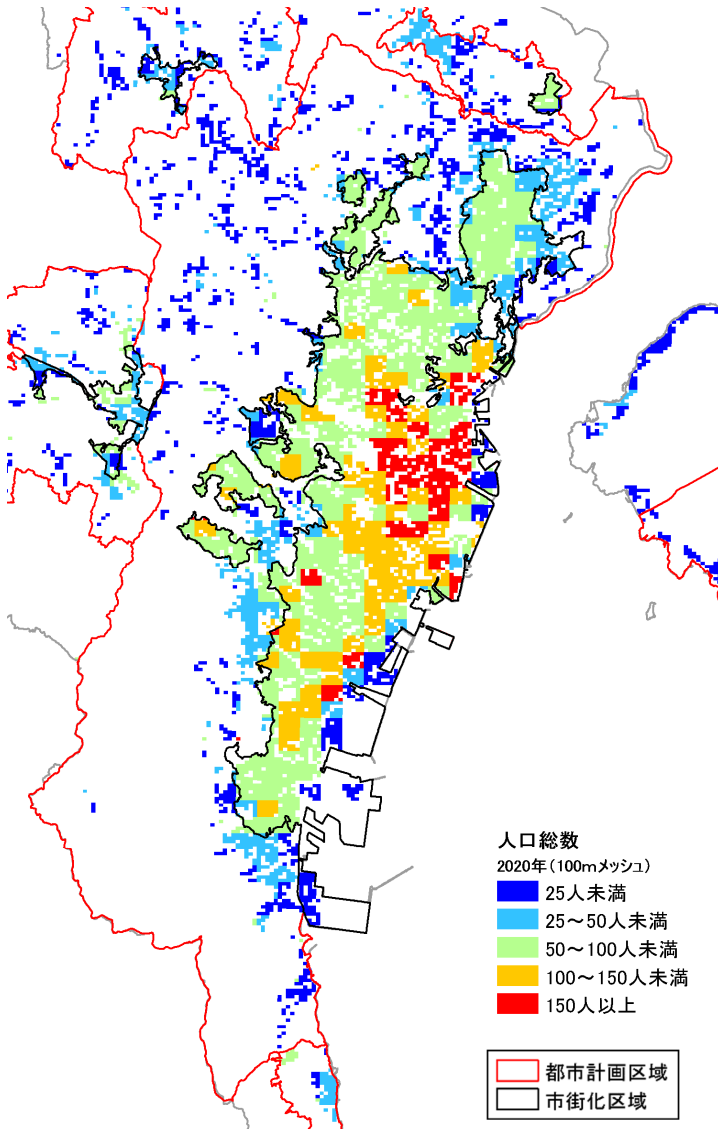 人口総数
2020年(100mメッシュ)
25人未満
25~50人未満
50~100人未満
100~150人未満
150人以上
都市計画区域
市街化区域